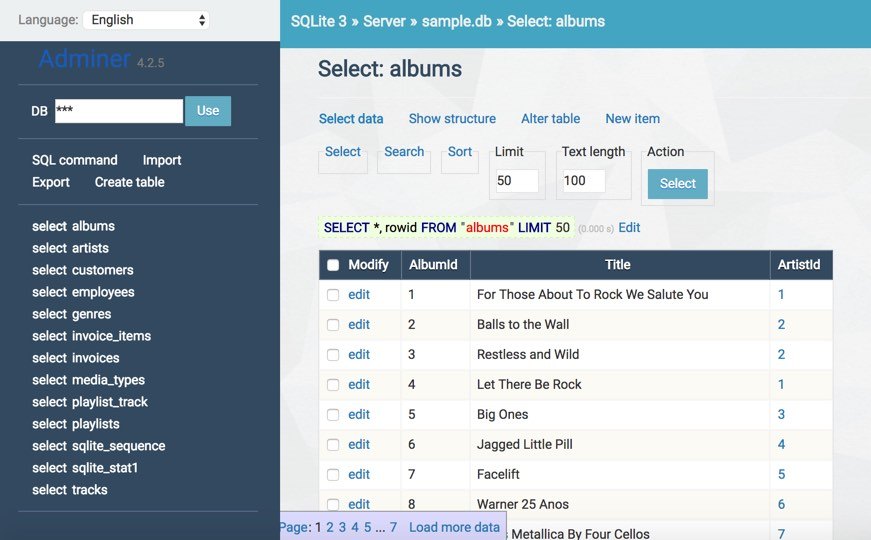 Language: English
Adminer 4.2.5
DB *** Use
SQL command Import
Export Create table
select albums
select artists
select customers
select employees
select genres
select invoice_items
select invoices
select media_types
select playlist_track
select playlists
select sqlite_sequence
select sqlite_stat1
select tracks
SQLite 3 » Server » sample.db » Select: albums
Select: albums
Select data Show structure Alter table New item
Select Search Sort Limit Text length Action
50 100 Select
SELECT *, rowid FROM "albums" LIMIT 50 (0.000 s) Edit
Modify AlbumId Title ArtistId
edit 1 For Those About To Rock We Salute You 1
edit 2 Balls to the Wall 2
edit 3 Restless and Wild 2
edit 4 Let There Be Rock 1
edit 5 Big Ones 3
edit 6 Jagged Little Pill 4
edit 7 Facelift 5
edit 8 Warner 25 Anos 6
Metallica By Four Cellos 7
Page: 1 2 3 4 5 ... 7 Load more data